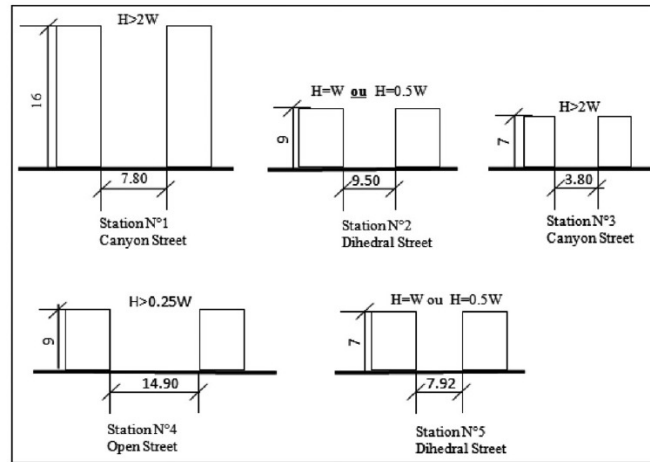 H>2W
16
7.80
Station N°1
Canyon Street
H=W ou H=0.5W
9
9.50
Station N°2
Dihedral Street
H>2W
7
3.80
Station N°3
Canyon Street
H>0.25W
9
14.90
Station N°4
Open Street
H=W ou H=0.5W
7
7.92
Station N°5
Dihedral Street